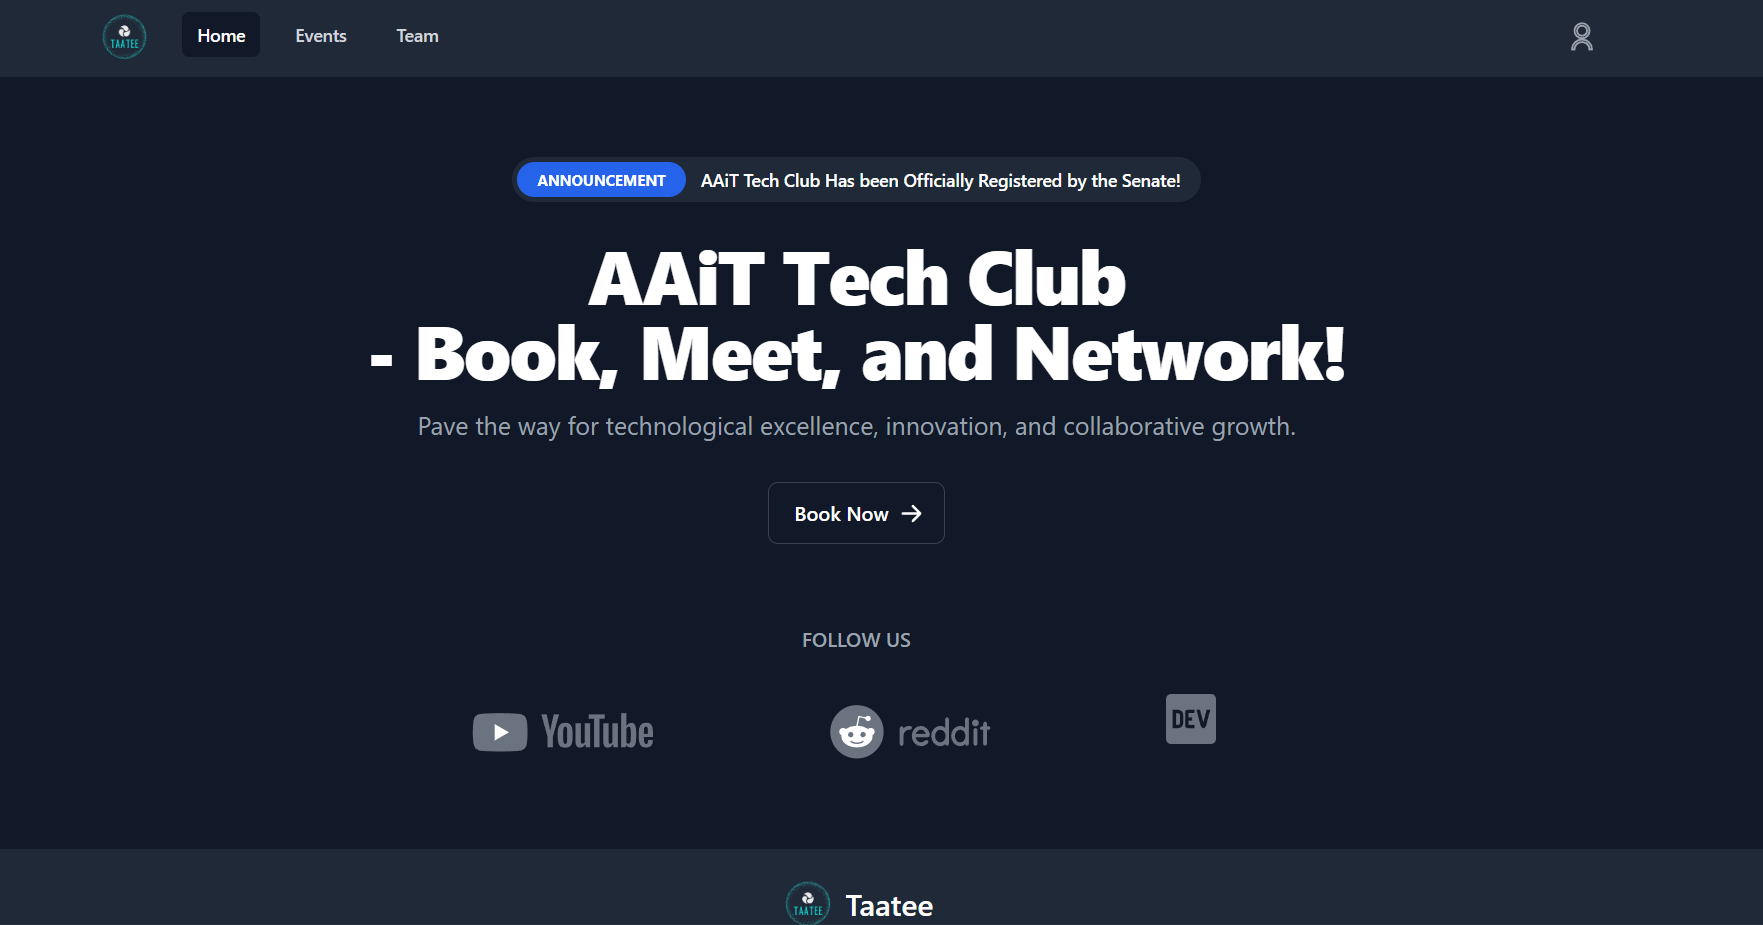 TAATEE
Home
Events
Team
ANNOUNCEMENT
AAiT Tech Club Has been Officially Registered by the Senate!
AAiT Tech Club
- Book, Meet, and Network!
Pave the way for technological excellence, innovation, and collaborative growth.
Book Now
FOLLOW US
YouTube
reddit
DEV
TAATEE
Taatee